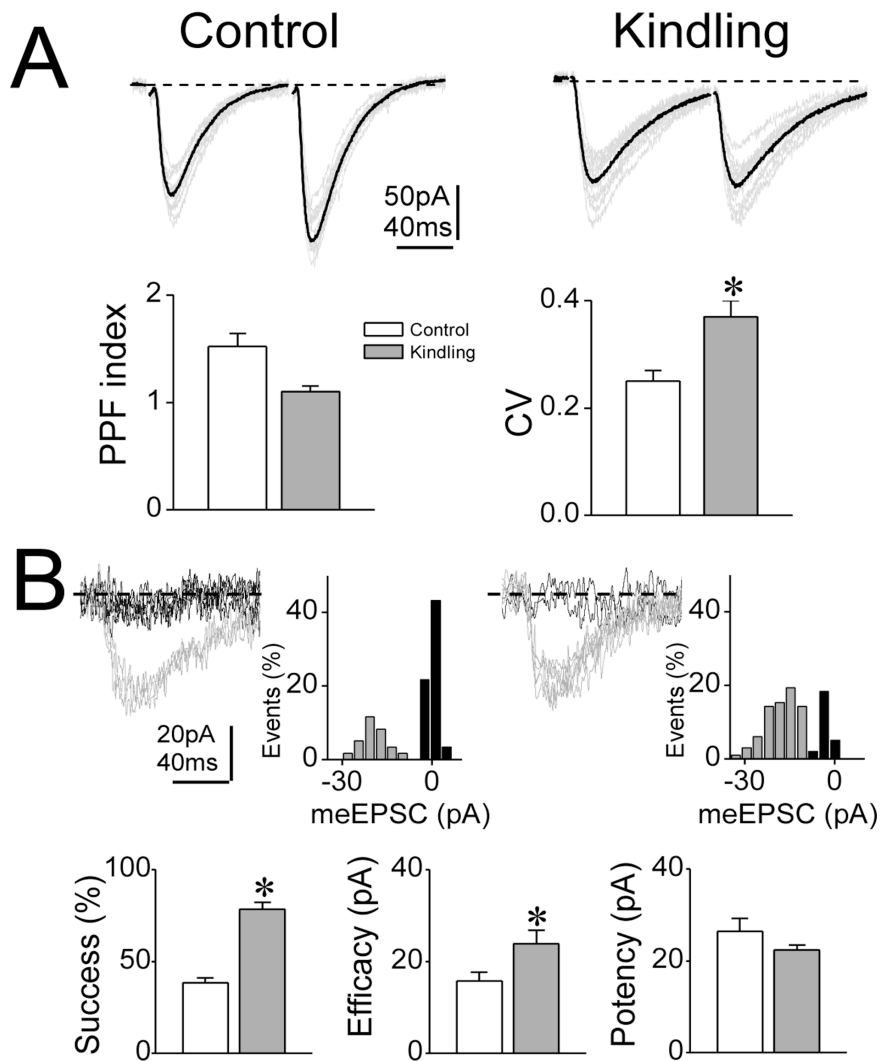 A
Control
Kindling
50pA
40ms
PPF index
2
1
0
Control
Kindling
CV
0.4
0.2
0.0
*
B
20pA
40ms
Events (%)
40
20
0
-30
0
meEPSC (pA)
Events (%)
40
20
0
-30
0
meEPSC (pA)
Success (%)
100
50
0
*
Efficacy (pA)
40
20
0
*
Potency (pA)
40
20
0